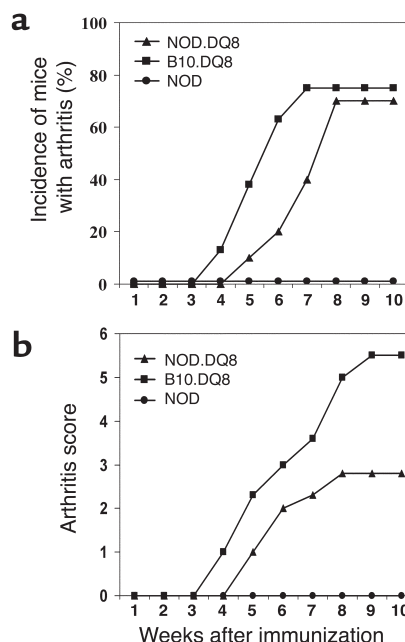 a
NOD.DQ8
B10.DQ8
NOD
Incidence of mice
with arthritis (%)
100
80
60
40
20
0
1 2 3 4 5 6 7 8 9 10
b
NOD.DQ8
B10.DQ8
NOD
Arthritis score
6
5
4
3
2
1
0
1 2 3 4 5 6 7 8 9 10
Weeks after immunization